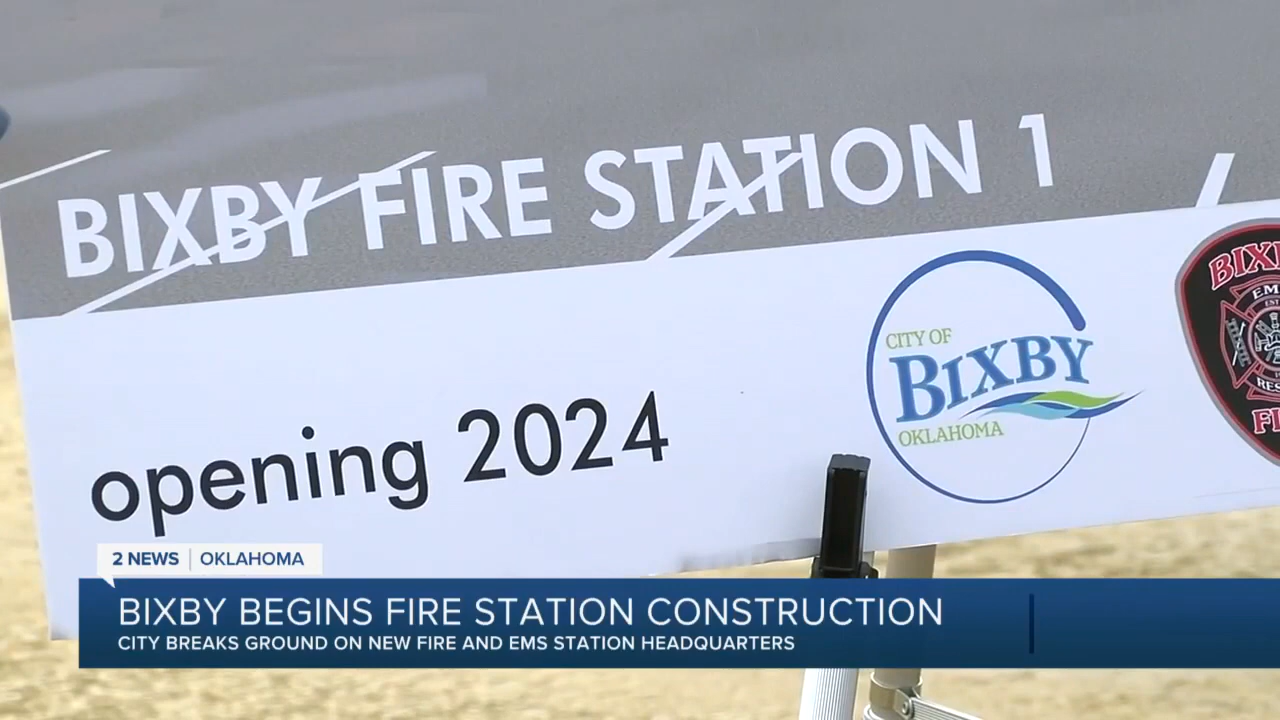 BIXBY FIRE STATION 1
opening 2024
CITY OF
BIXBY
OKLAHOMA
EM
2 NEWS | OKLAHOMA
BIXBY BEGINS FIRE STATION CONSTRUCTION
CITY BREAKS GROUND ON NEW FIRE AND EMS STATION HEADQUARTERS